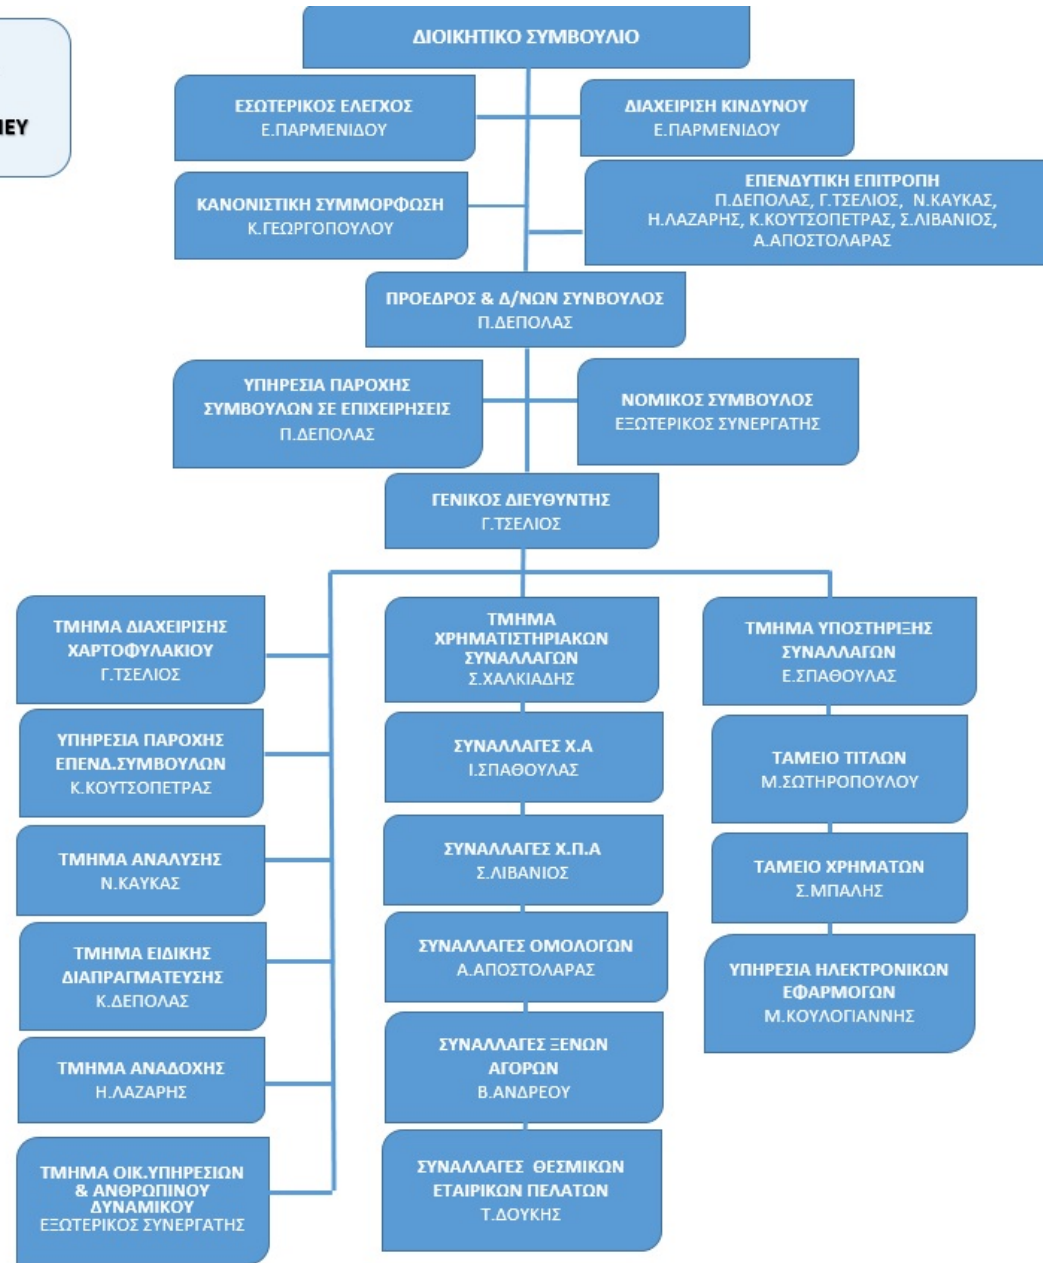 ΙΕΥ
ΔΙΟΙΚΗΤΙΚΟ ΣΥΜΒΟΥΛΙΟ
ΕΣΩΤΕΡΙΚΟΣ ΕΛΕΓΧΟΣ
Ε.ΠΑΡΜΕΝΙΔΟΥ
ΔΙΑΧΕΙΡΙΣΗ ΚΙΝΔΥΝΟΥ
Ε.ΠΑΡΜΕΝΙΔΟΥ
ΚΑΝΟΝΙΣΤΙΚΗ ΣΥΜΜΟΡΦΩΣΗ
Κ.ΓΕΩΡΓΟΠΟΥΛΟΥ
ΕΠΕΝΔΥΤΙΚΗ ΕΠΙΤΡΟΠΗ
Π.ΔΕΠΟΛΑΣ, Γ.ΤΣΕΛΙΟΣ, Ν.ΚΑΥΚΑΣ,
Η.ΛΑΖΑΡΗΣ, Κ.ΚΟΥΤΣΟΠΕΤΡΑΣ, Σ.ΛΙΒΑΝΙΟΣ,
Α.ΑΠΟΣΤΟΛΑΡΑΣ
ΠΡΟΕΔΡΟΣ & Δ/ΝΩΝ ΣΥΝΒΟΥΛΟΣ
Π.ΔΕΠΟΛΑΣ
ΥΠΗΡΕΣΙΑ ΠΑΡΟΧΗΣ
ΣΥΜΒΟΥΛΩΝ ΣΕ ΕΠΙΧΕΙΡΗΣΕΙΣ
Π.ΔΕΠΟΛΑΣ
ΝΟΜΙΚΟΣ ΣΥΜΒΟΥΛΟΣ
ΕΞΩΤΕΡΙΚΟΣ ΣΥΝΕΡΓΑΤΗΣ
ΓΕΝΙΚΟΣ ΔΙΕΥΘΥΝΤΗΣ
Γ.ΤΣΕΛΙΟΣ
ΤΜΗΜΑ ΔΙΑΧΕΙΡΙΣΗΣ
ΧΑΡΤΟΦΥΛΑΚΙΟΥ
Γ.ΤΣΕΛΙΟΣ
ΥΠΗΡΕΣΙΑ ΠΑΡΟΧΗΣ
ΕΠΕΝΔ.ΣΥΜΒΟΥΛΩΝ
Κ.ΚΟΥΤΣΟΠΕΤΡΑΣ
ΤΜΗΜΑ ΑΝΑΛΥΣΗΣ
Ν.ΚΑΥΚΑΣ
ΤΜΗΜΑ ΕΙΔΙΚΗΣ
ΔΙΑΠΡΑΓΜΑΤΕΥΣΗΣ
Κ.ΔΕΠΟΛΑΣ
ΤΜΗΜΑ ΑΝΑΔΟΧΗΣ
Η.ΛΑΖΑΡΗΣ
ΤΜΗΜΑ ΟΙΚ.ΥΠΗΡΕΣΙΩΝ
& ΑΝΘΡΩΠΙΝΟΥ
ΔΥΝΑΜΙΚΟΥ
ΕΞΩΤΕΡΙΚΟΣ ΣΥΝΕΡΓΑΤΗΣ
ΤΜΗΜΑ
ΧΡΗΜΑΤΙΣΤΗΡΙΑΚΩΝ
ΣΥΝΑΛΛΑΓΩΝ
Σ.ΧΑΛΚΙΑΔΗΣ
ΣΥΝΑΛΛΑΓΕΣ Χ.Α
Ι.ΣΠΑΘΟΥΛΑΣ
ΣΥΝΑΛΛΑΓΕΣ Χ.Π.Α
Σ.ΛΙΒΑΝΙΟΣ
ΣΥΝΑΛΛΑΓΕΣ ΟΜΟΛΟΓΩΝ
Α.ΑΠΟΣΤΟΛΑΡΑΣ
ΣΥΝΑΛΛΑΓΕΣ ΞΕΝΩΝ
ΑΓΟΡΩΝ
Β.ΑΝΔΡΕΟΥ
ΣΥΝΑΛΛΑΓΕΣ ΘΕΣΜΙΚΩΝ
ΕΤΑΙΡΙΚΩΝ ΠΕΛΑΤΩΝ
Τ.ΔΟΥΚΗΣ
ΤΜΗΜΑ ΥΠΟΣΤΗΡΙΞΗΣ
ΣΥΝΑΛΛΑΓΩΝ
Ε.ΣΠΑΘΟΥΛΑΣ
ΤΑΜΕΙΟ ΤΙΤΛΩΝ
Μ.ΣΩΤΗΡΟΠΟΥΛΟΥ
ΤΑΜΕΙΟ ΧΡΗΜΑΤΩΝ
Σ.ΜΠΑΛΗΣ
ΥΠΗΡΕΣΙΑ ΗΛΕΚΤΡΟΝΙΚΩΝ
ΕΦΑΡΜΟΓΩΝ
Μ.ΚΟΥΛΟΓΙΑΝΝΗΣ